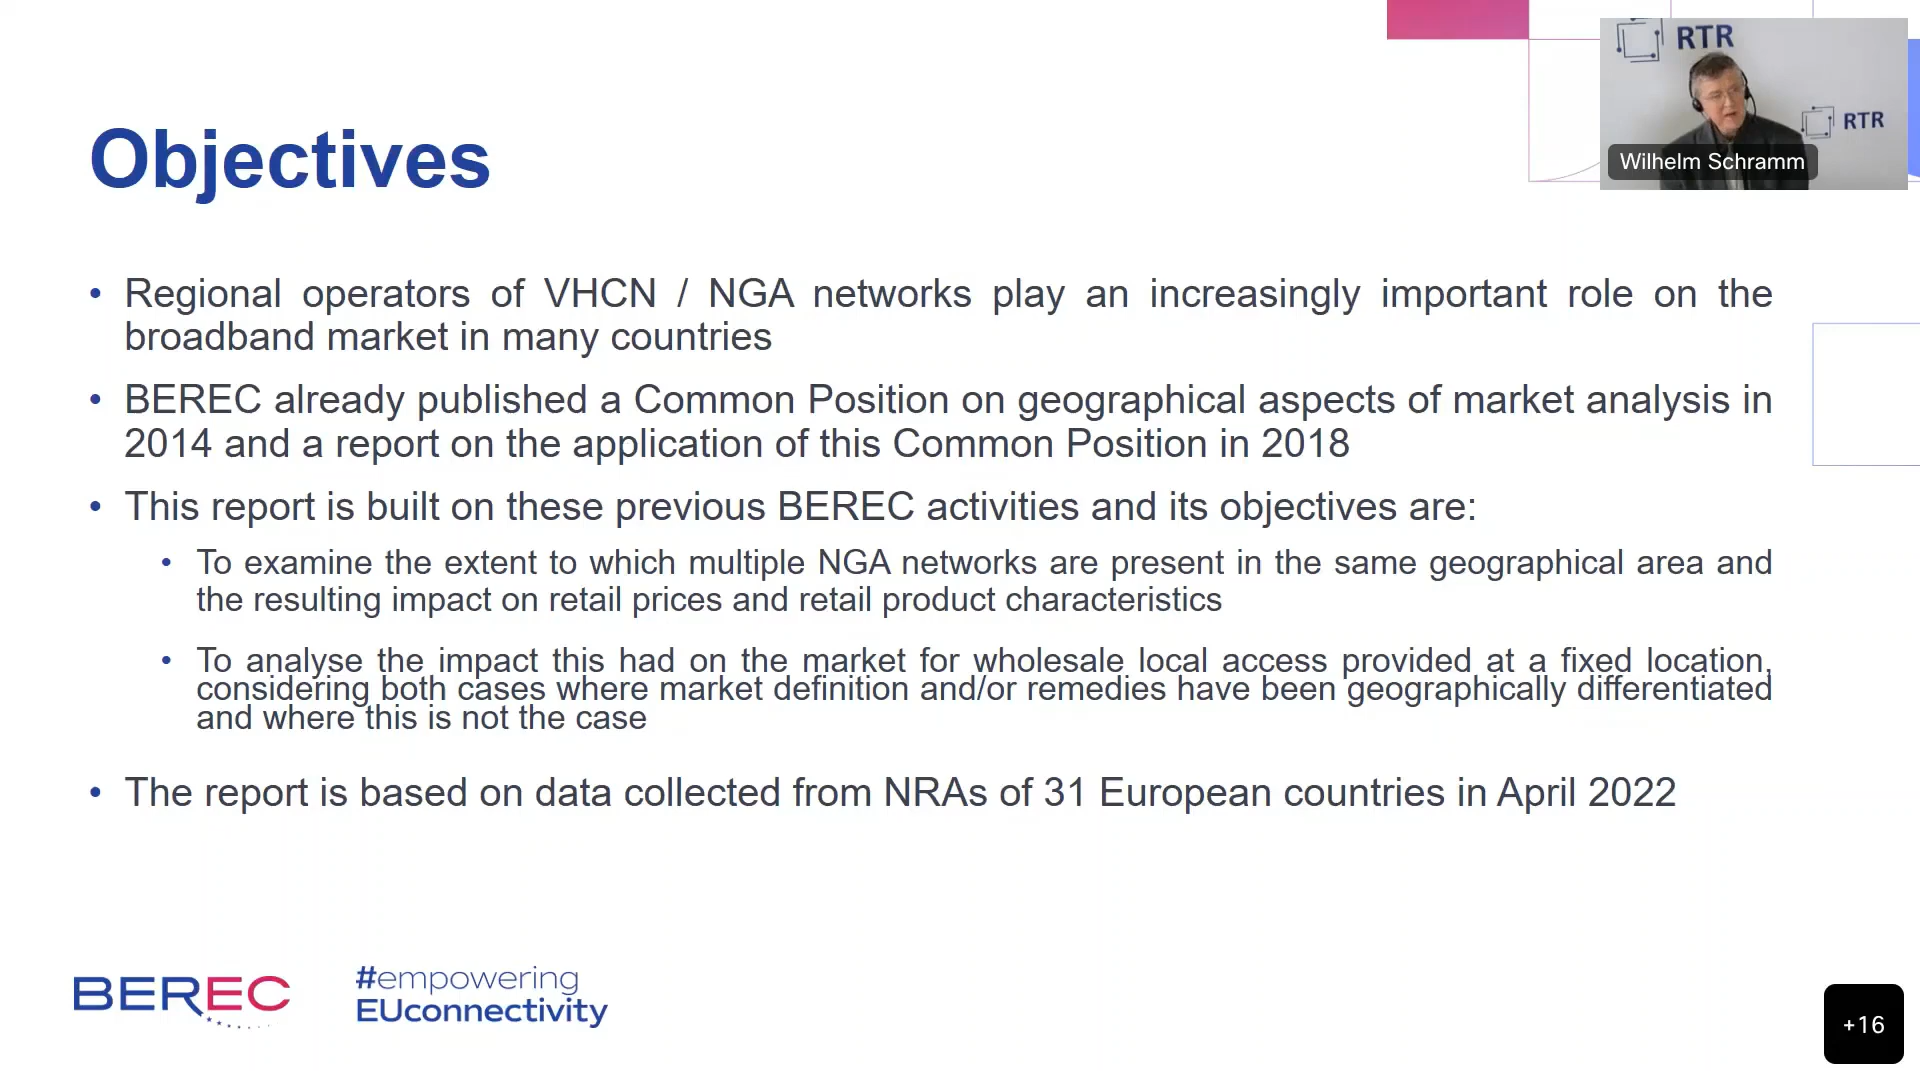 RTR
RTR
Wilhelm Schramm
Objectives
• Regional operators of VHCN / NGA networks play an increasingly important role on the
broadband market in many countries
• BEREC already published a Common Position on geographical aspects of market analysis in
2014 and a report on the application of this Common Position in 2018
• This report is built on these previous BEREC activities and its objectives are:
• To examine the extent to which multiple NGA networks are present in the same geographical area and
the resulting impact on retail prices and retail product characteristics
• To analyse the impact this had on the market for wholesale local access provided at a fixed location,
considering both cases where market definition and/or remedies have been geographically differentiated
and where this is not the case
• The report is based on data collected from NRAs of 31 European countries in April 2022
BEREC
#empowering
EUconnectivity
+16